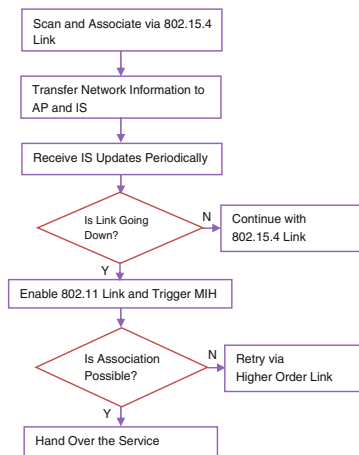 Scan and Associate via 802.15.4
Link
Transfer Network Information to
AP and IS
Receive IS Updates Periodically
Is Link Going
Down?
N
Continue with
802.15.4 Link
Y
Enable 802.11 Link and Trigger MIH
Is Association
Possible?
N
Retry via
Higher Order Link
Y
Hand Over the Service